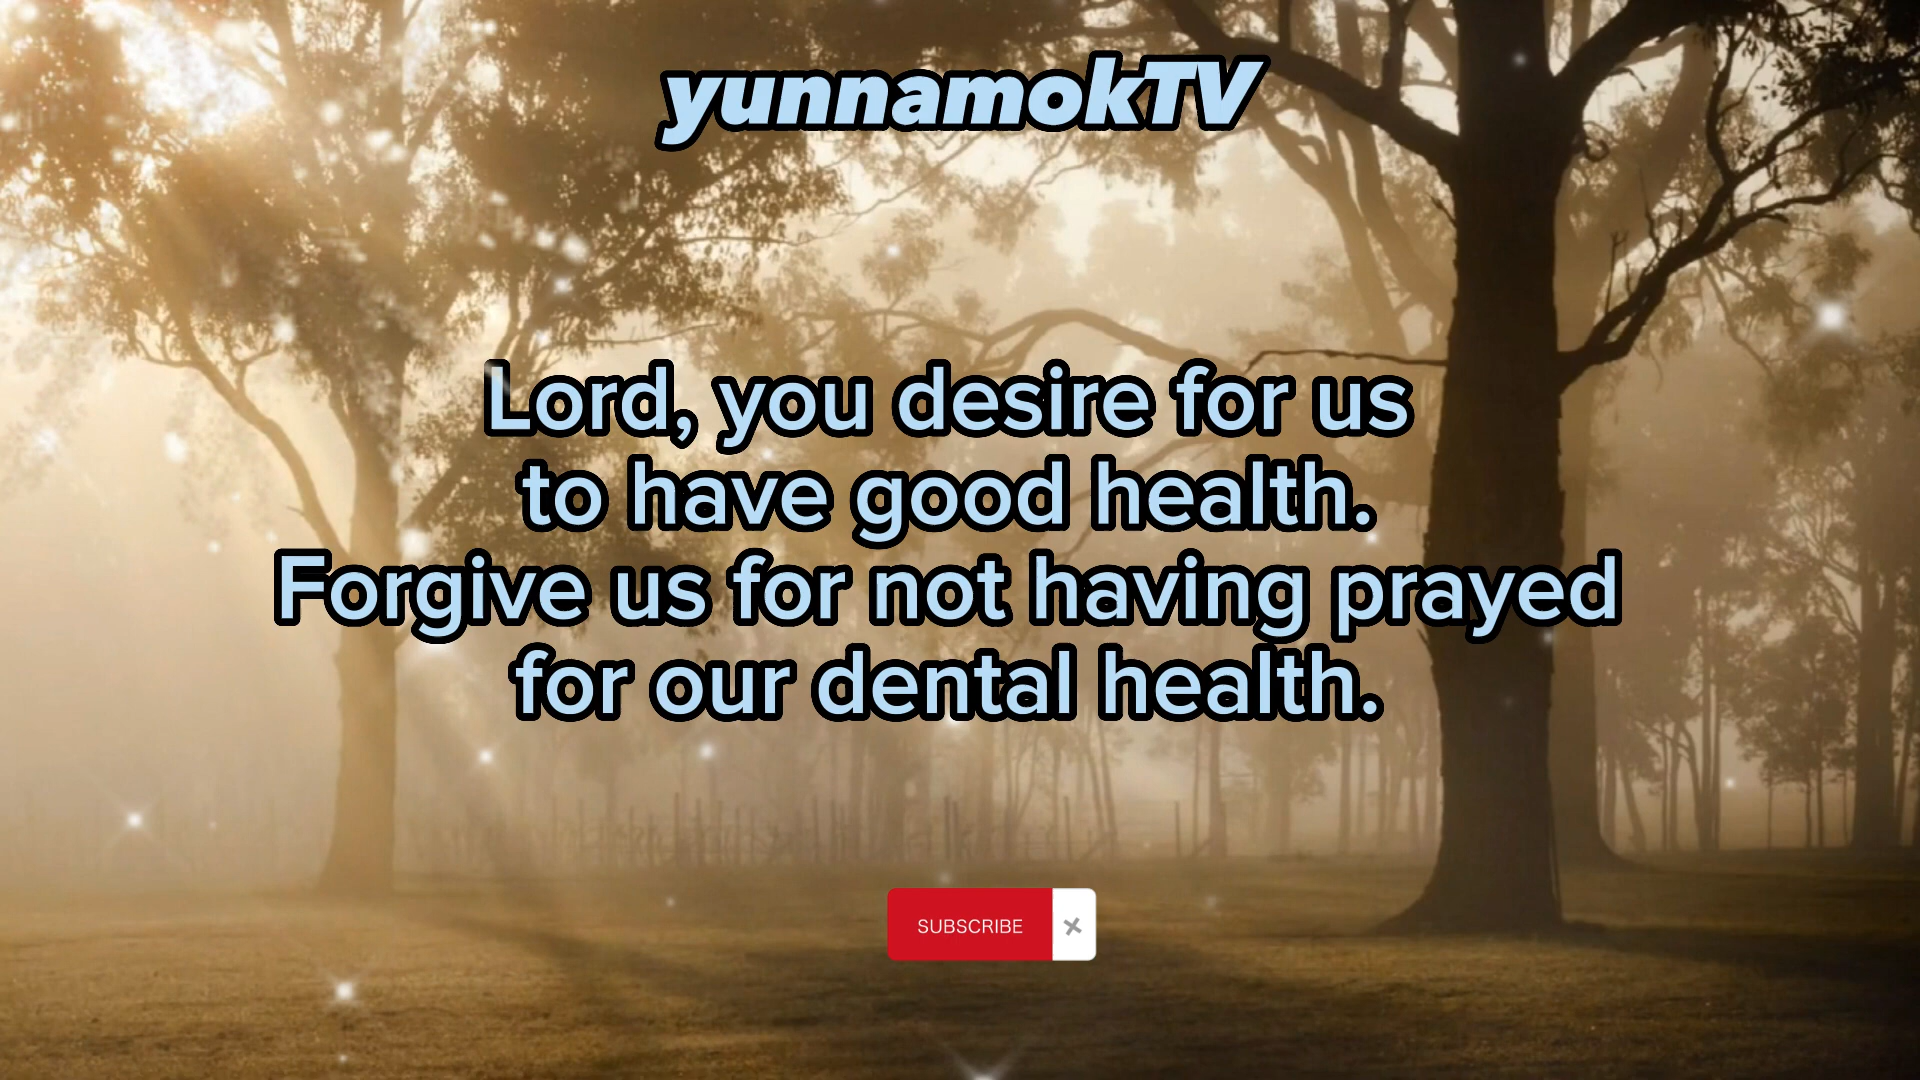 yunnamokTV
Lord, you desire for us
to have good health.
Forgive us for not having prayed
for our dental health.
SUBSCRIBE